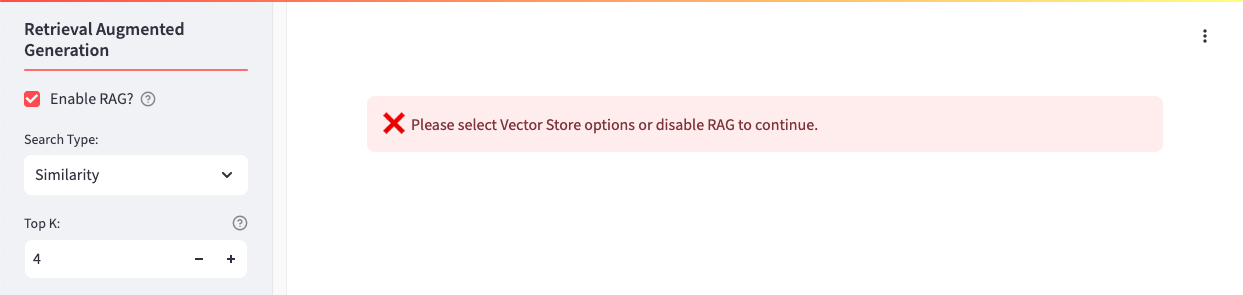 Retrieval Augmented
Generation
Enable RAG?
Search Type:
Similarity
Top K:
4
Please select Vector Store options or disable RAG to continue.